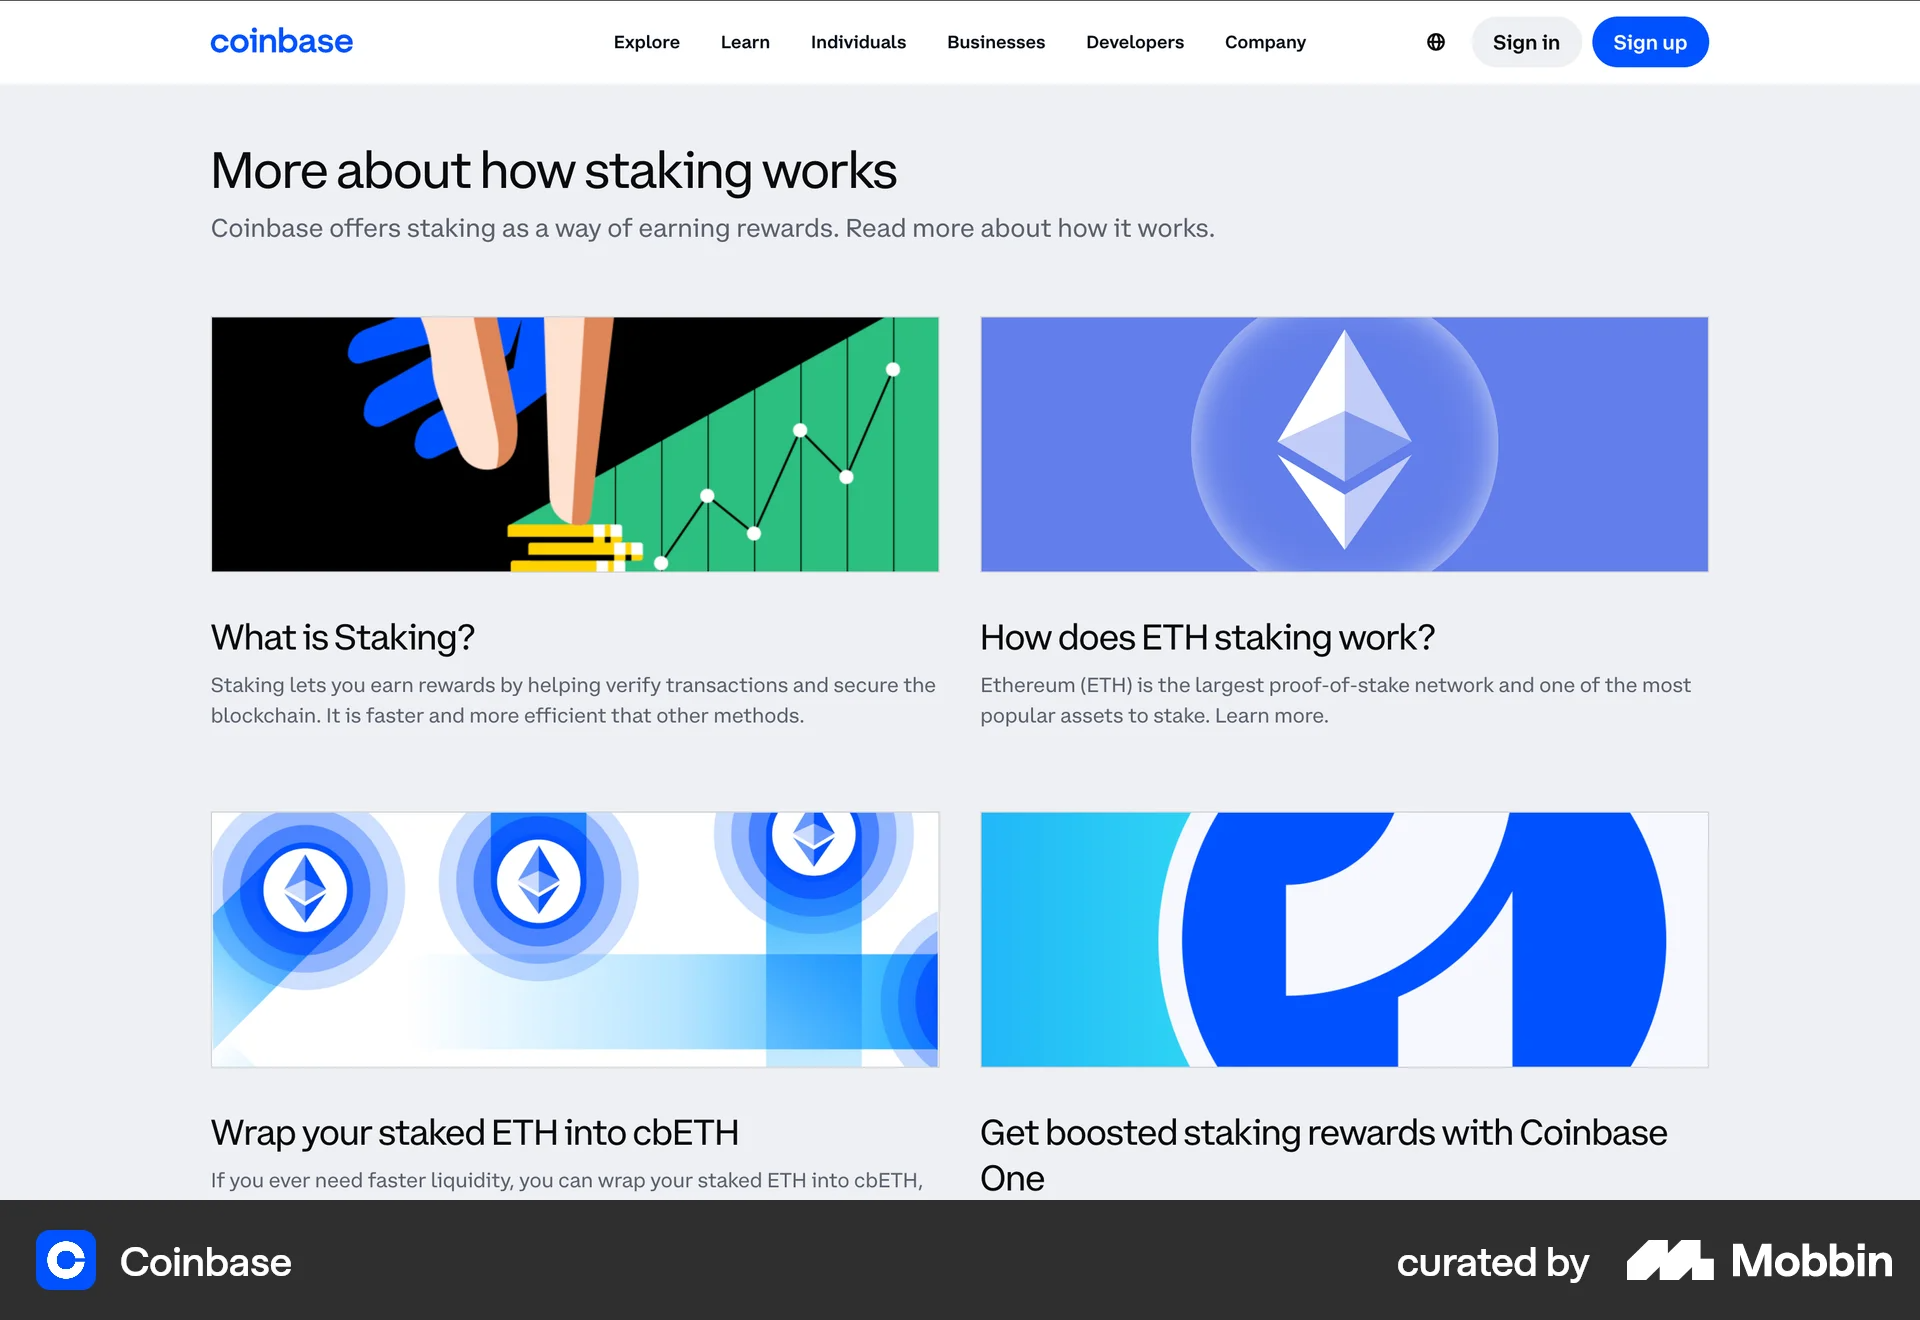 coinbase
Explore Learn Individuals Businesses Developers Company
Sign in
Sign up
More about how staking works
Coinbase offers staking as a way of earning rewards. Read more about how it works.
What is Staking?
Staking lets you earn rewards by helping verify transactions and secure the
blockchain. It is faster and more efficient that other methods.
How does ETH staking work?
Ethereum (ETH) is the largest proof-of-stake network and one of the most
popular assets to stake. Learn more.
Wrap your staked ETH into cbETH
If you ever need faster liquidity, you can wrap your staked ETH into cbETH,
Get boosted staking rewards with Coinbase
One
Coinbase
curated by Mobbin